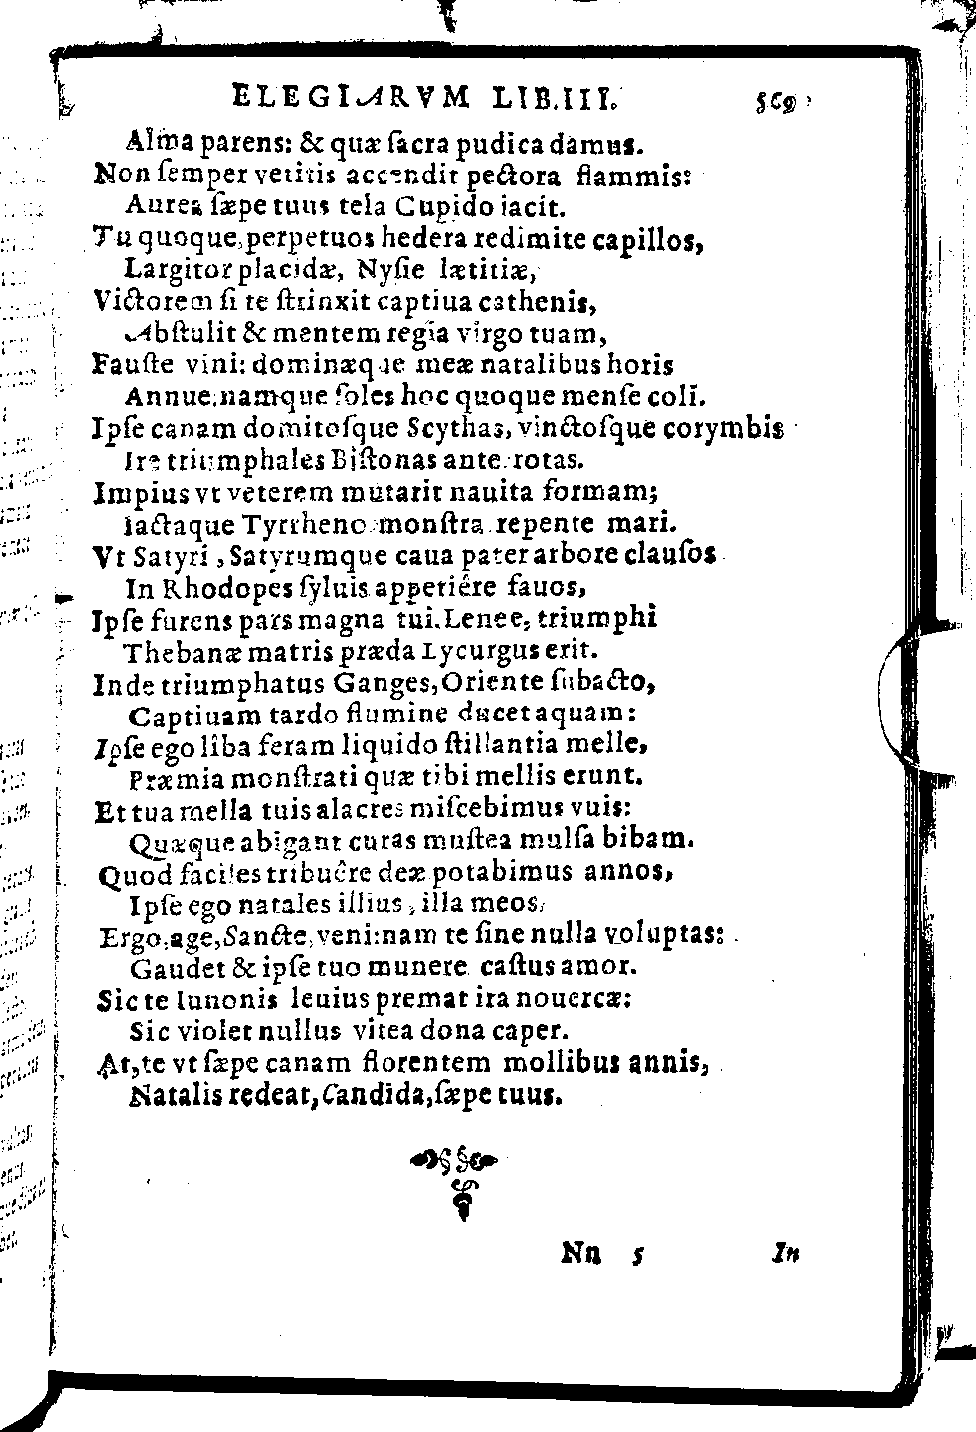 ELEGIARVM LIB.III. 569
Alma parens: & quæ ſacra pudica damus.
Non ſemper vetitis accendit pectora flammis:
Aurea ſæpe tuus tela Cupido iacit.
Tu quoque, perpetuos hedera redimite capillos,
Largitor placidæ, Nyſie lætitiæ,
Victorem ſi te ſtrinxit captiua cathenis,
Abſtulit & mentem regia virgo tuam,
Fauſte vini: dominæque meæ natalibus horis
Annue: namque ſoles hoc quoque menſe coli.
Ipſe canam domitoſque Scythas, vinctoſque corymbis
Ire triumphales Biſtonas ante rotas.
Impius vt veterem mutarit nauita formam;
Iactaque Tyrrheno monſtra repente mari.
Vt Satyri, Satyrumque caua pater arbore clauſos
In Rhodopes ſyluis apperiêre fauos,
Ipſe furens pars magna tui, Lenee, triumphi
Thebanæ matris præda Lycurgus erit.
Inde triumphatus Ganges, Oriente ſubacto,
Captiuam tardo flumine ducet aquam:
Ipſe ego liba feram liquido ſtillantia melle,
Præmia monſtrati quæ tibi mellis erunt.
Et tua mella tuis alacres miſcebimus vuis:
Quæque abigant curas muſtea mulſa bibam.
Quod faciles tribuêre deæ potabimus annos,
Ipſe ego natales illius, illa meos.
Ergo, age, Sancte, veni: nam te ſine nulla voluptas:
Gaudet & ipſe tuo munere caſtus amor.
Sic te Iunonis leuius premat ira nouercæ:
Sic violet nullus vitea dona caper.
At, te vt ſæpe canam florentem mollibus annis,
Natalis redeat, Candida, ſæpe tuus.
Nn 5 In